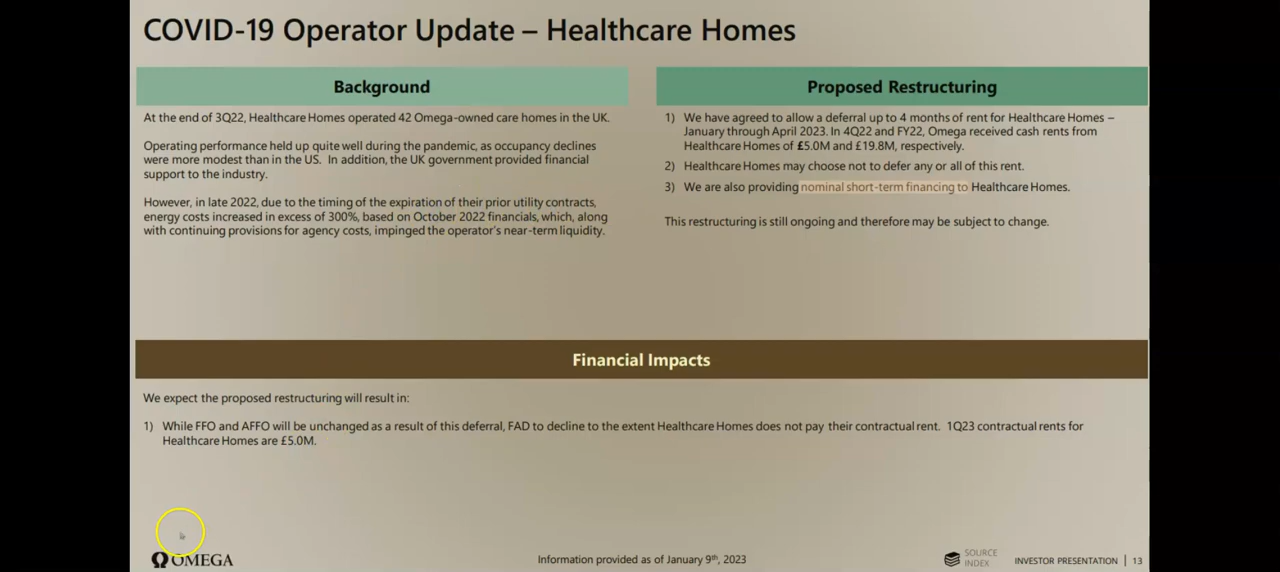 COVID-19 Operator Update – Healthcare Homes
Background
At the end of 3Q22, Healthcare Homes operated 42 Omega-owned care homes in the UK.
Operating performance held up quite well during the pandemic, as occupancy declines
were more modest than in the US. In addition, the UK government provided financial
support to the industry.
However, in late 2022, due to the timing of the expiration of their prior utility contracts,
energy costs increased in excess of 300%, based on October 2022 financials, which, along
with continuing provisions for agency costs, impinged the operator's near-term liquidity.
Proposed Restructuring
1) We have agreed to allow a deferral up to 4 months of rent for Healthcare Homes –
January through April 2023. In 4Q22 and FY22, Omega received cash rents from
Healthcare Homes of £5.0M and £19.8M, respectively.
2) Healthcare Homes may choose not to defer any or all of this rent.
3) We are also providing nominal short-term financing to Healthcare Homes.
This restructuring is still ongoing and therefore may be subject to change.
Financial Impacts
We expect the proposed restructuring will result in:
1) While FFO and AFFO will be unchanged as a result of this deferral, FAD to decline to the extent Healthcare Homes does not pay their contractual rent. 1Q23 contractual rents for
Healthcare Homes are £5.0M.
OMEGA
Information provided as of January 9th, 2023
SOURCE
INDEX
INVESTOR PRESENTATION | 13